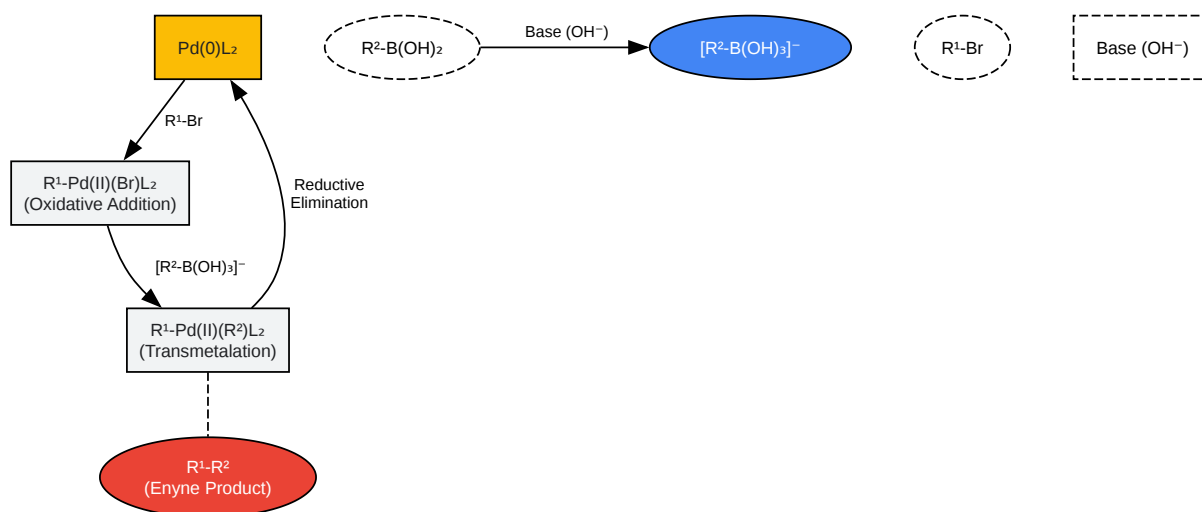 Pd(0)L₂
R²-B(OH)₂
Base (OH⁻)
[R²-B(OH)₃]⁻
R¹-Br
Base (OH⁻)
R¹-Br
R¹-Pd(II)(Br)L₂
(Oxidative Addition)
Reductive
Elimination
[R²-B(OH)₃]⁻
R¹-Pd(II)(R²)L₂
(Transmetalation)
R¹-R²
(Enyne Product)